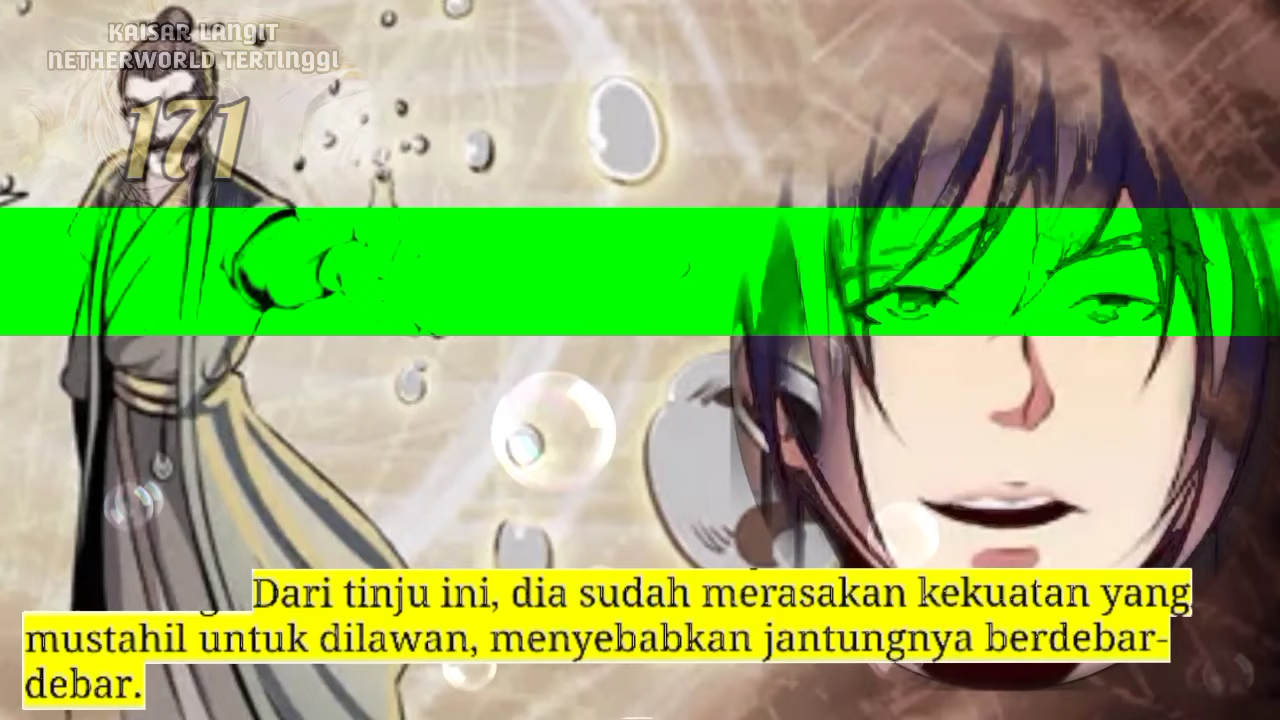 KAISAR LANGIT
NETHERWORLD TERTINGGI
171
Dari tinju ini, dia sudah merasakan kekuatan yang
mustahil untuk dilawan, menyebabkan jantungnya berdebar-
debar.